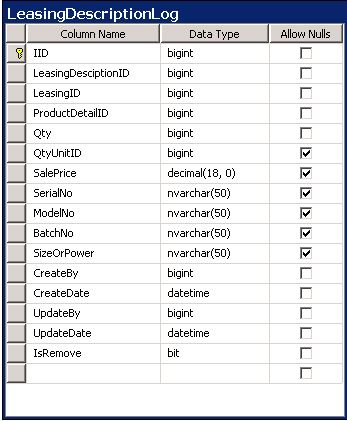 LeasingDescriptionLog
Column Name Data Type Allow Nulls
IID bigint
LeasingDesciptionID bigint
LeasingID bigint
ProductDetailID bigint
Qty bigint
QtyUnitID bigint
SalePrice decimal(18, 0)
SerialNo nvarchar(50)
ModelNo nvarchar(50)
BatchNo nvarchar(50)
SizeOrPower nvarchar(50)
CreateBy bigint
CreateDate datetime
UpdateBy bigint
UpdateDate datetime
IsRemove bit